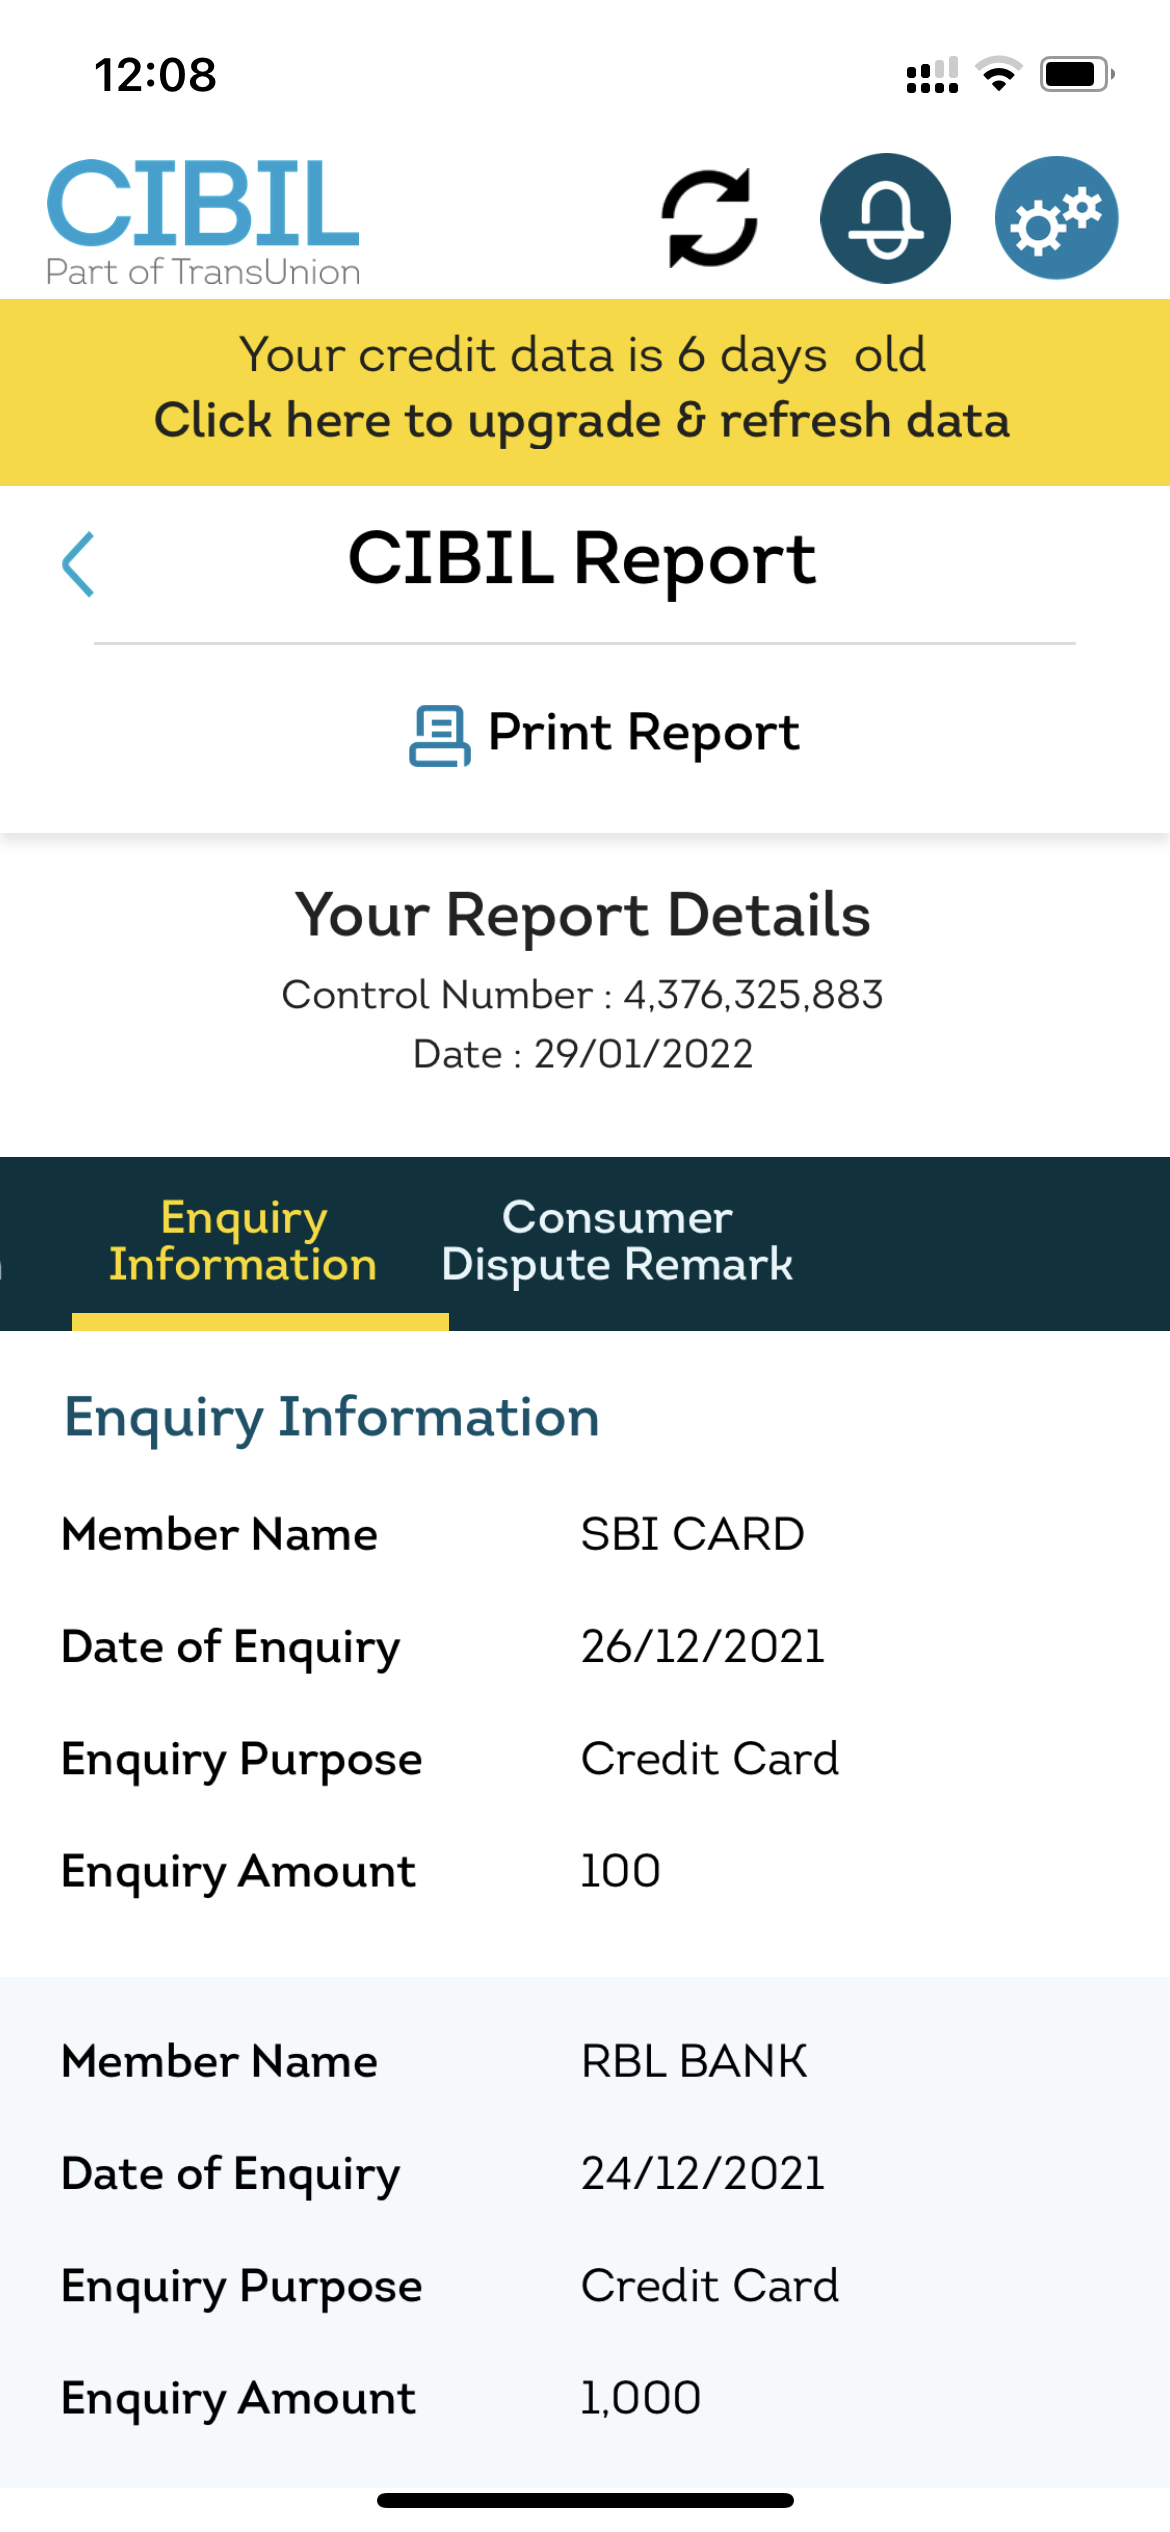 12:08
CIBIL
Part of TransUnion
Your credit data is 6 days old
Click here to upgrade & refresh data
CIBIL Report
Print Report
Your Report Details
Control Number : 4,376,325,883
Date : 29/01/2022
Enquiry
Information
Consumer
Dispute Remark
Enquiry Information
Member Name SBI CARD
Date of Enquiry 26/12/2021
Enquiry Purpose Credit Card
Enquiry Amount 100
Member Name RBL BANK
Date of Enquiry 24/12/2021
Enquiry Purpose Credit Card
Enquiry Amount 1,000